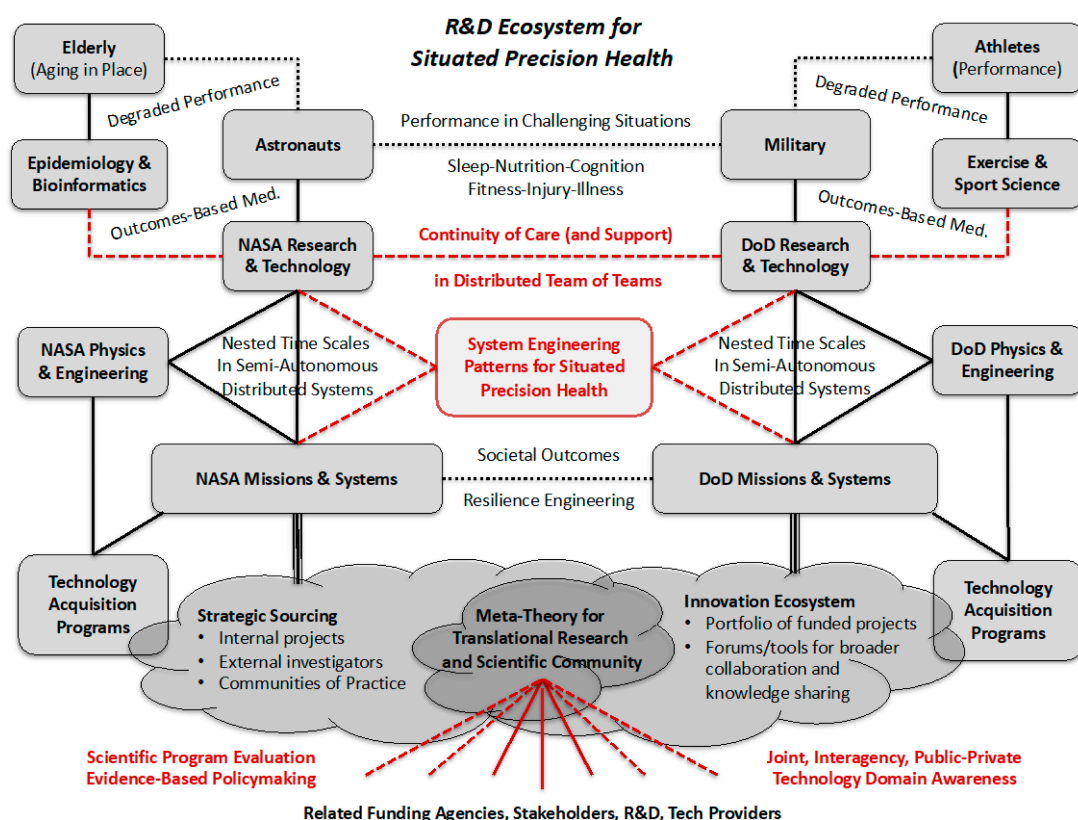 R&D Ecosystem for
Situated Precision Health
Elderly
(Aging in Place)
Athletes
(Performance)
Degraded Performance
Degraded Performance
Astronauts
Performance in Challenging Situations
Military
Epidemiology &
Bioinformatics
Sleep-Nutrition-Cognition
Fitness-Injury-Illness
Exercise &
Sport Science
Outcomes-Based Med.
Outcomes-Based Med.
NASA Research
& Technology
Continuity of Care (and Support)
in Distributed Team of Teams
DoD Research
& Technology
NASA Physics
& Engineering
Nested Time Scales
In Semi-Autonomous
Distributed Systems
System Engineering
Patterns for Situated
Precision Health
Nested Time Scales
In Semi-Autonomous
Distributed Systems
DoD Physics &
Engineering
NASA Missions & Systems
Societal Outcomes
Resilience Engineering
DoD Missions & Systems
Technology
Acquisition
Programs
Strategic Sourcing
• Internal projects
• External investigators
• Communities of Practice
Meta-Theory for
Translational Research
and Scientific Community
Innovation Ecosystem
• Portfolio of funded projects
• Forums/tools for broader
collaboration and
knowledge sharing
Technology
Acquisition
Programs
Scientific Program Evaluation
Evidence-Based Policymaking
Joint, Interagency, Public-Private
Technology Domain Awareness
Related Funding Agencies, Stakeholders, R&D, Tech Providers